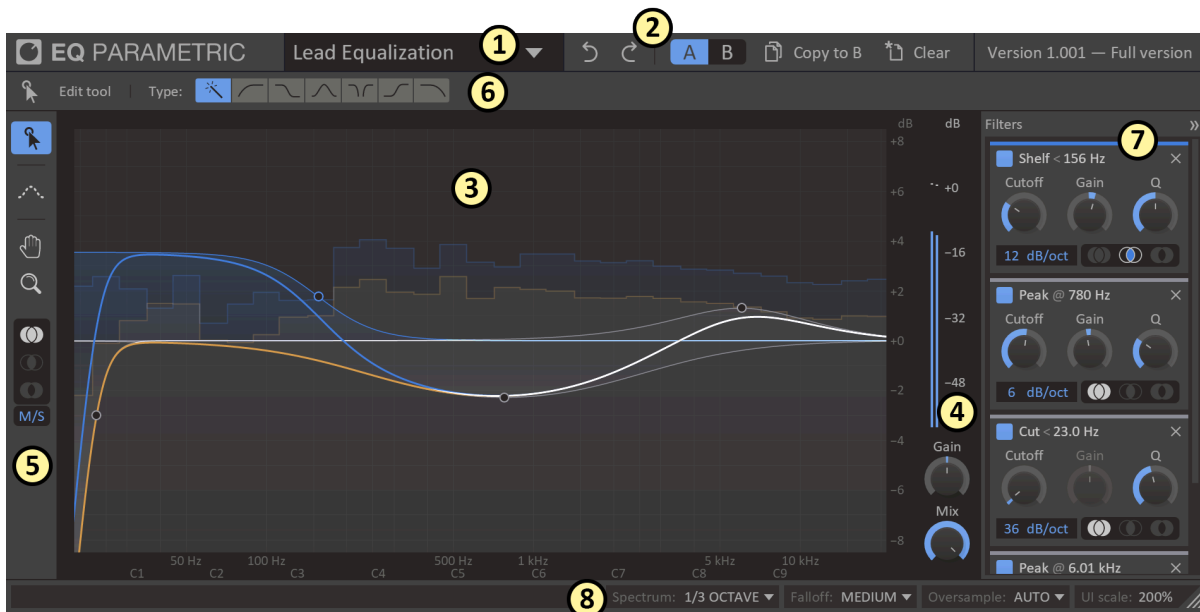 EQ PARAMETRIC
Lead Equalization
1
2
A B
Copy to B
Clear
Version 1.001 — Full version
Edit tool
Type:
6
dB
dB
Filters
»
7
+8
+6
+4
+2
+0
−2
−4
−6
−8
3
+0
−16
−32
−48
4
Gain
Mix
M/S
5
50 Hz 100 Hz 500 Hz 1 kHz 5 kHz 10 kHz
C1 C2 C3 C4 C5 C6 C7 C8 C9
Shelf < 156 Hz
Cutoff Gain Q
12 dB/oct
Peak @ 780 Hz
Cutoff Gain Q
6 dB/oct
Cut < 23.0 Hz
Cutoff Gain Q
36 dB/oct
Peak @ 6.01 kHz
8
Spectrum: 1/3 OCTAVE
Falloff: MEDIUM
Oversample: AUTO
UI scale: 200%